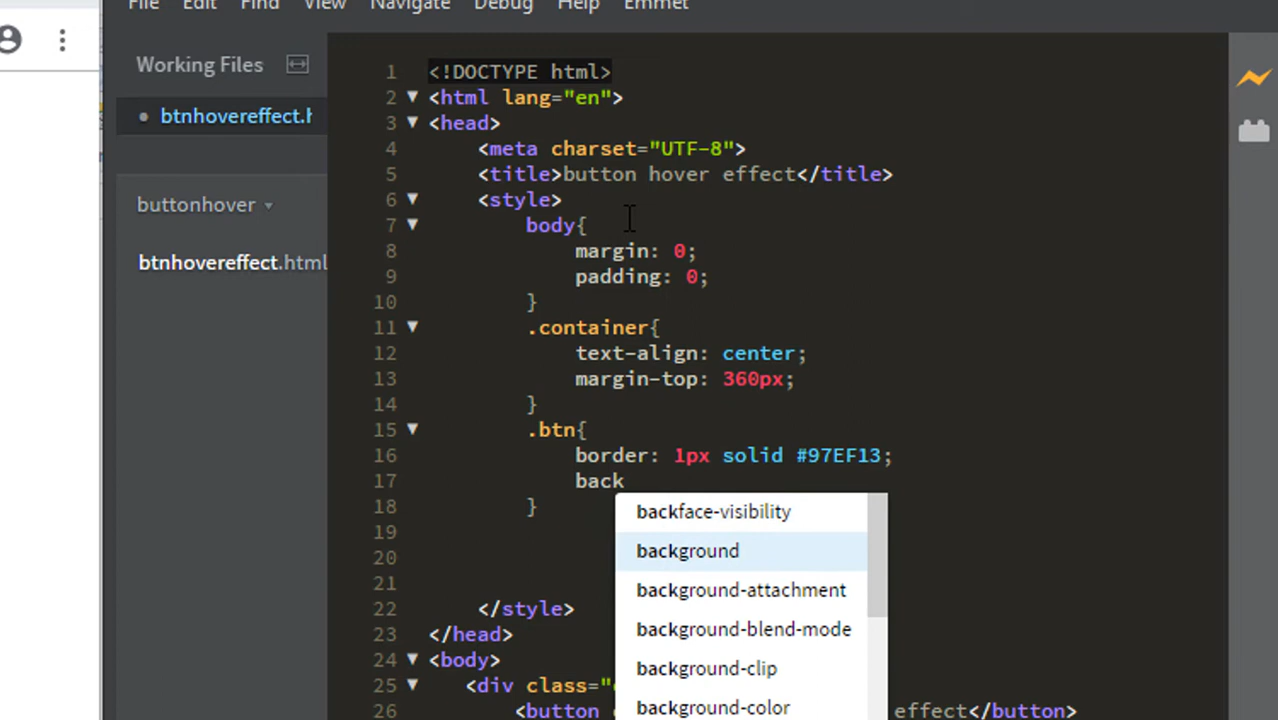 File Edit Find View Navigate Debug Help Emmet
Working Files
btnhovereffect.h
buttonhover
btnhovereffect.html
1 <!DOCTYPE html>
2 <html lang="en">
3 <head>
4 <meta charset="UTF-8">
5 <title>button hover effect</title>
6 <style>
7 body{
8 margin: 0;
9 padding: 0;
10 }
11 .container{
12 text-align: center;
13 margin-top: 360px;
14 }
15 .btn{
16 border: 1px solid #97EF13;
17 back
18 }
19
20
21
22 </style>
23 </head>
24 <body>
25 <div class="
26 <button effect</button>
backface-visibility
background
background-attachment
background-blend-mode
background-clip
background-color